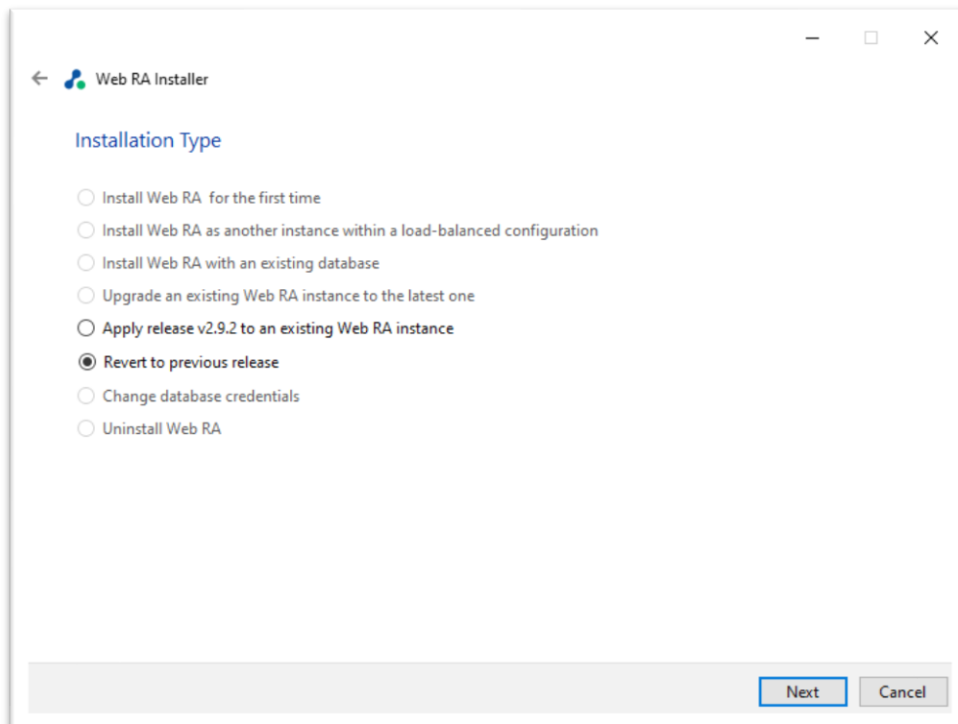 Web RA Installer
Installation Type
Install Web RA for the first time
Install Web RA as another instance within a load-balanced configuration
Install Web RA with an existing database
Upgrade an existing Web RA instance to the latest one
Apply release v2.9.2 to an existing Web RA instance
Revert to previous release
Change database credentials
Uninstall Web RA
Next Cancel